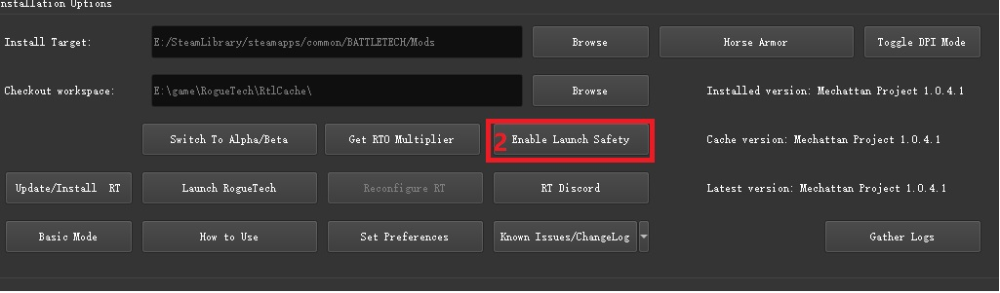 nstallation Options
Install Target: E:/SteamLibrary/steamapps/common/BATTLETECH/Mods Browse Horse Armor Toggle DPI Mode
Checkout workspace: E:\game\RogueTech\RtlCache\ Browse Installed version: Mechattan Project 1.0.4.1
Switch To Alpha/Beta Get RTO Multiplier 2 Enable Launch Safety Cache version: Mechattan Project 1.0.4.1
Update/Install RT Launch RogueTech Reconfigure RT RT Discord Latest version: Mechattan Project 1.0.4.1
Basic Mode How to Use Set Preferences Known Issues/ChangeLog Gather Logs